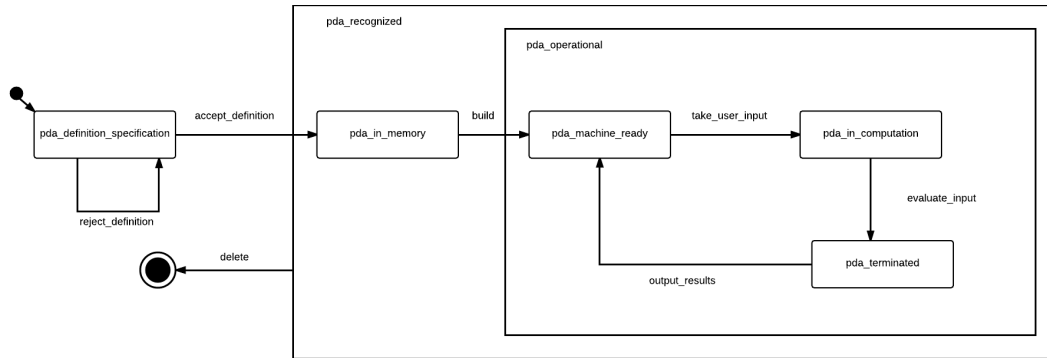 pda_recognized
pda_operational
accept_definition
build
take_user_input
pda_definition_specification
pda_in_memory
pda_machine_ready
pda_in_computation
evaluate_input
reject_definition
delete
pda_terminated
output_results